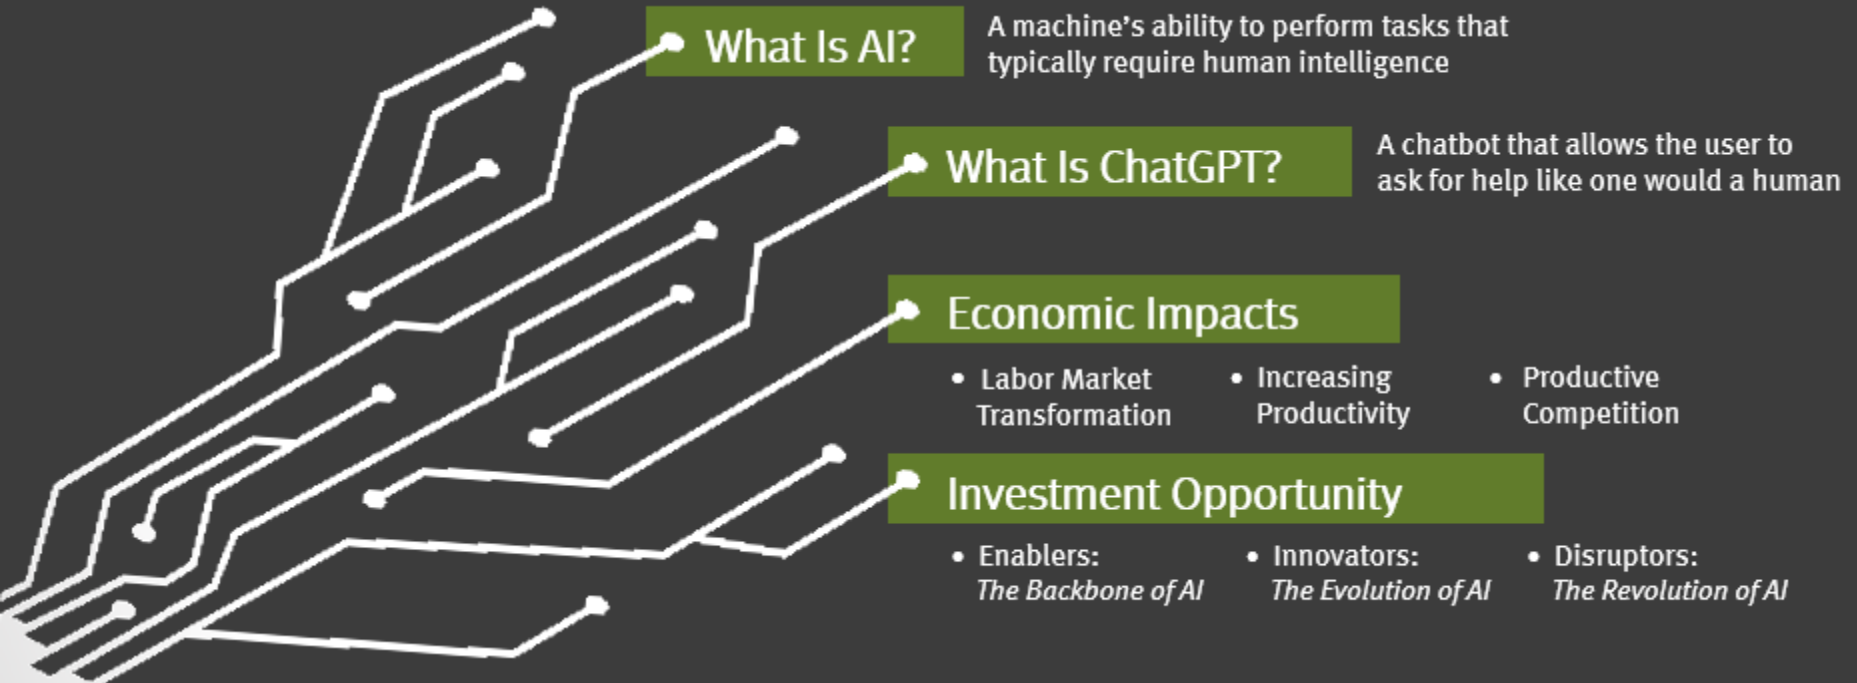 What Is AI?
A machine’s ability to perform tasks that
typically require human intelligence
What Is ChatGPT?
A chatbot that allows the user to
ask for help like one would a human
Economic Impacts
• Labor Market
Transformation
• Increasing
Productivity
• Productive
Competition
Investment Opportunity
• Enablers:
The Backbone of AI
• Innovators:
The Evolution of AI
• Disruptors:
The Revolution of AI